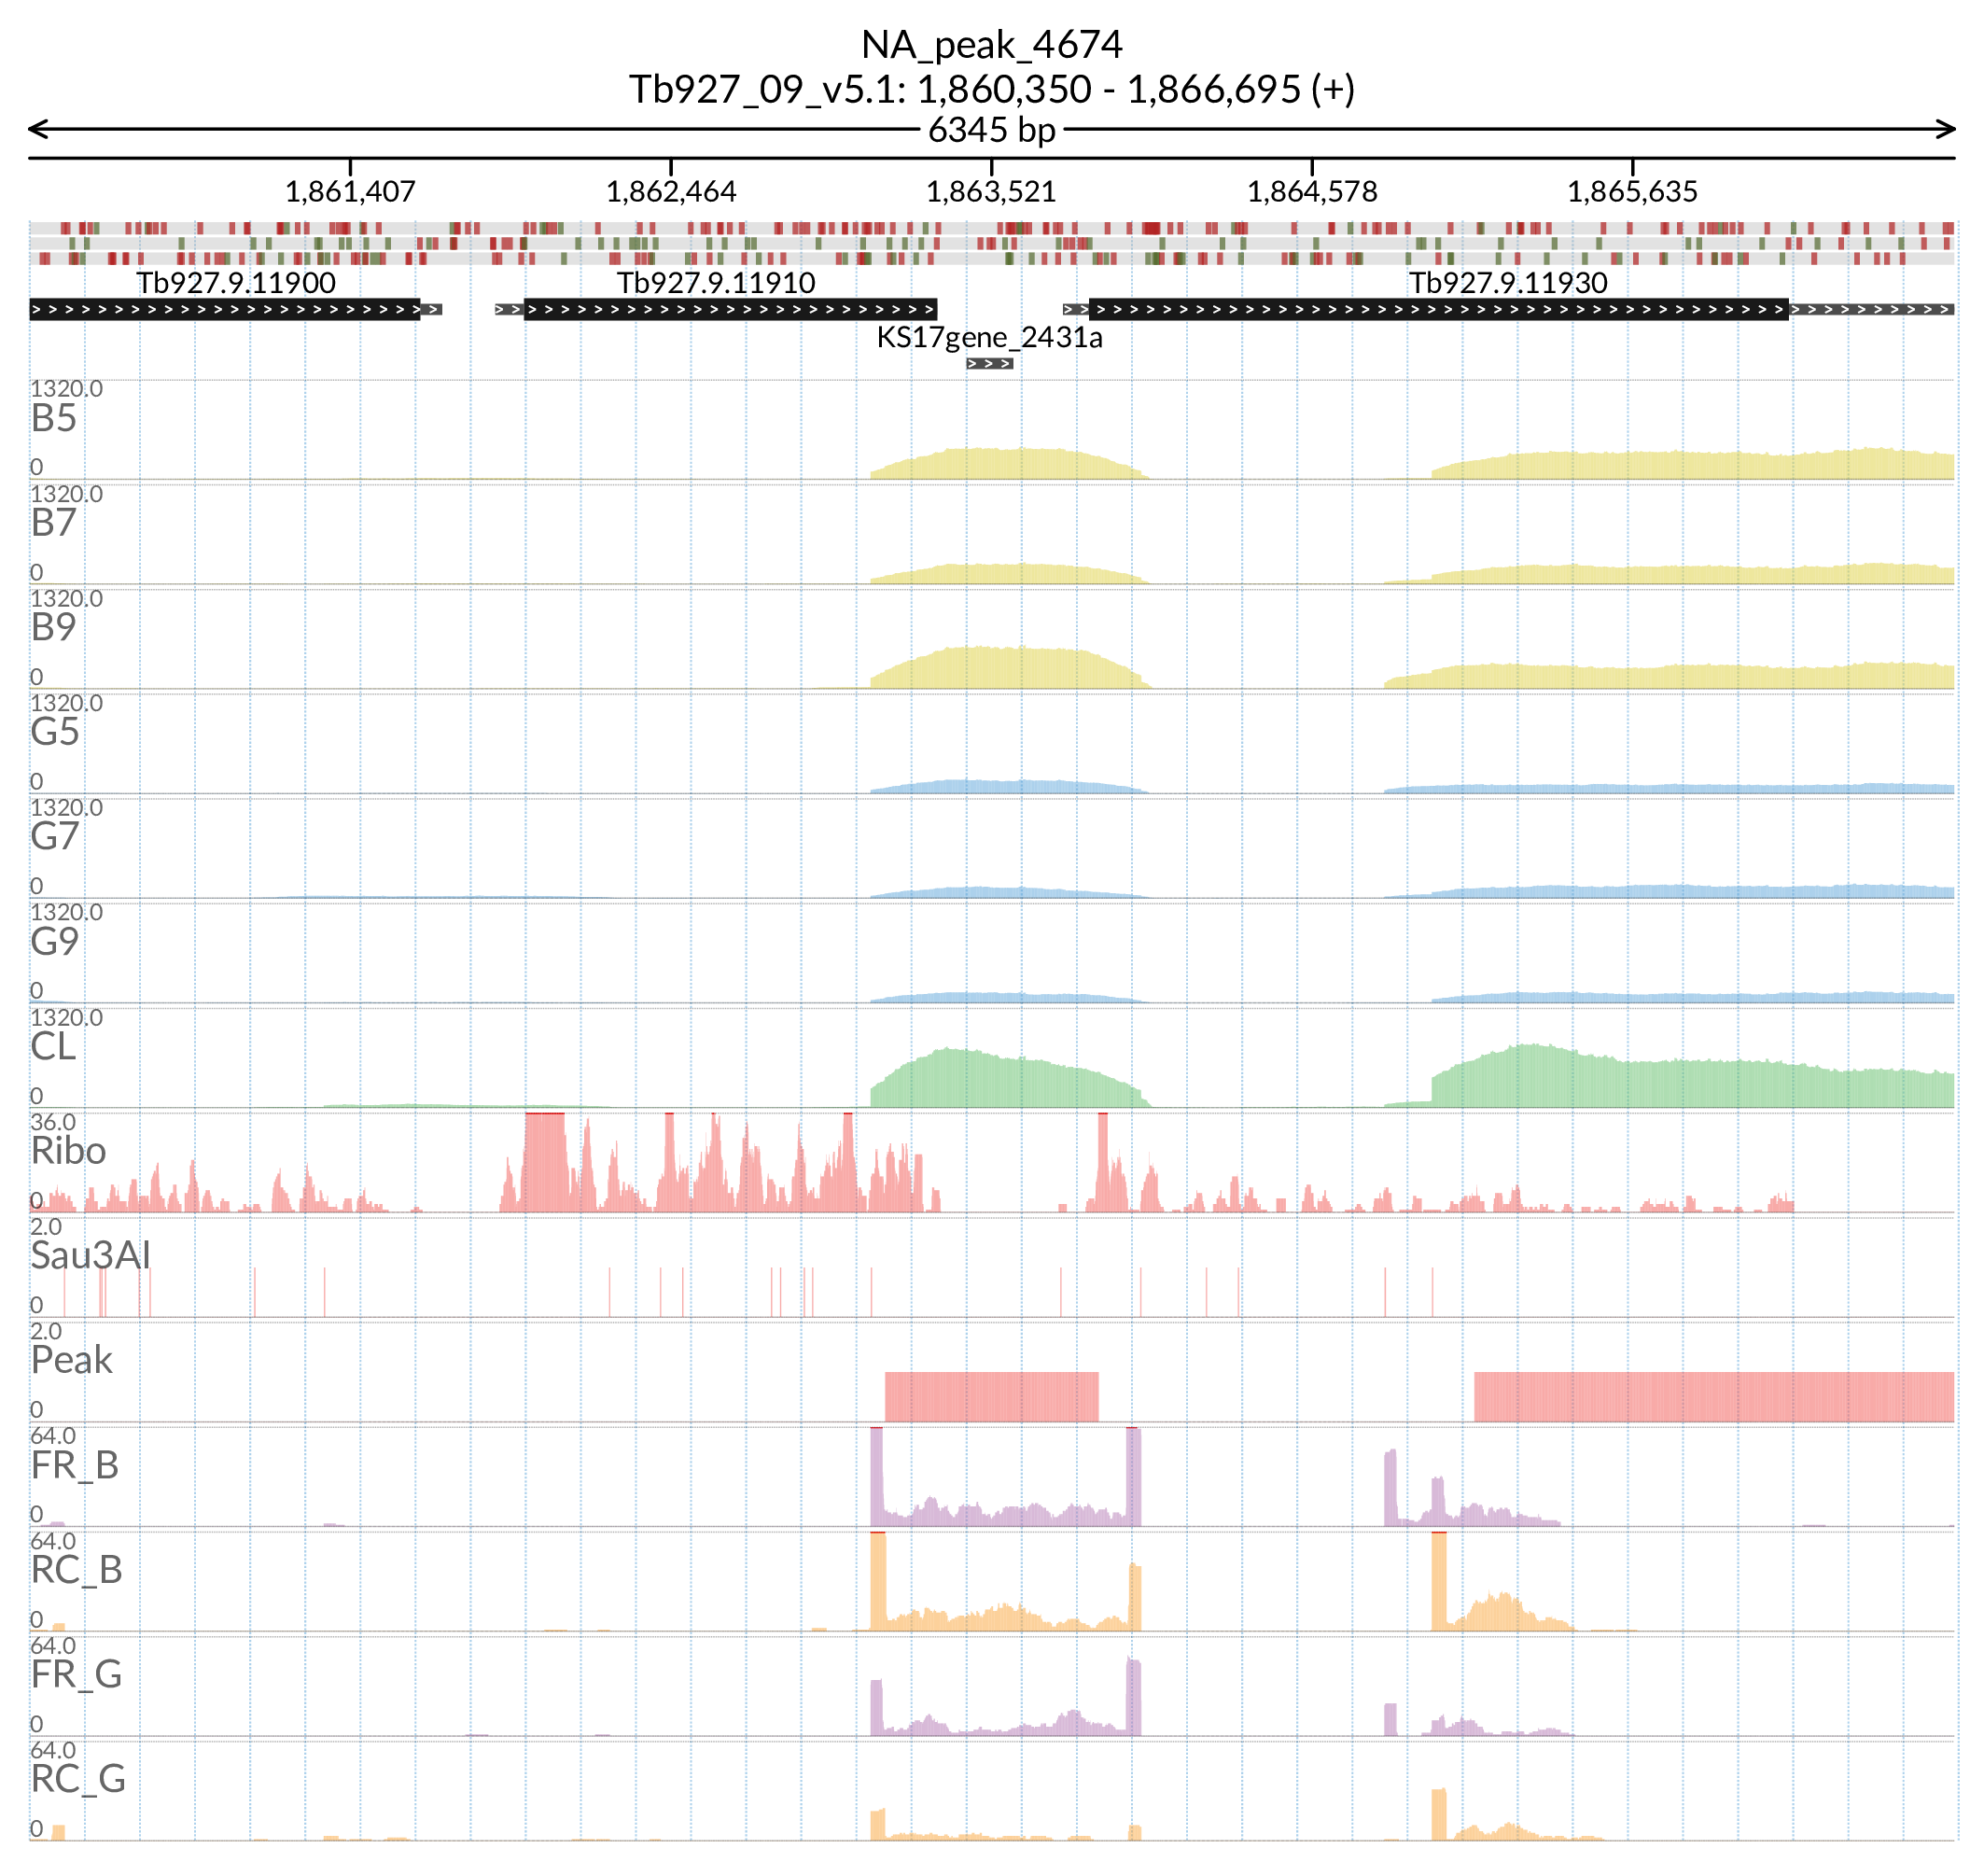 NA_peak_4674
Tb927_09_v5.1: 1,860,350 - 1,866,695 (+)
6345 bp
1,861,407 1,862,464 1,863,521 1,864,578 1,865,635
Tb927.9.11900 Tb927.9.11910 Tb927.9.11930
KS17gene_2431a
1320.0
B5
0
1320.0
B7
0
1320.0
B9
0
1320.0
G5
0
1320.0
G7
0
1320.0
G9
0
1320.0
CL
0
36.0
Ribo
0
2.0
Sau3AI
0
2.0
Peak
0
64.0
FR_B
0
64.0
RC_B
0
64.0
FR_G
0
64.0
RC_G
0